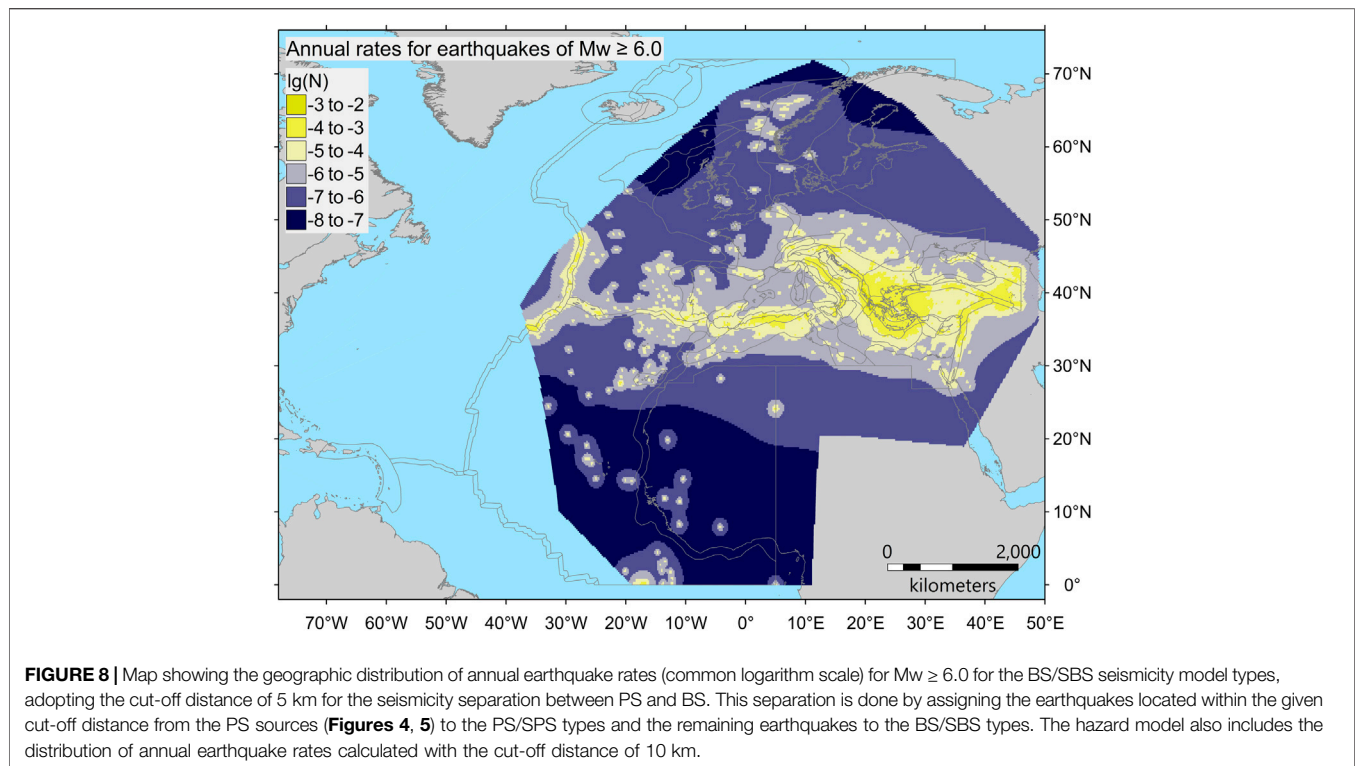 Annual rates for earthquakes of Mw ≥ 6.0
lg(N)
-3 to -2
-4 to -3
-5 to -4
-6 to -5
-7 to -6
-8 to -7
70°N
60°N
50°N
40°N
30°N
20°N
10°N
0°
0 2,000
kilometers
70°W 60°W 50°W 40°W 30°W 20°W 10°W 0° 10°E 20°E 30°E 40°E 50°E
FIGURE 8 | Map showing the geographic distribution of annual earthquake rates (common logarithm scale) for Mw ≥ 6.0 for the BS/SBS seismicity model types,
adopting the cut-off distance of 5 km for the seismicity separation between PS and BS. This separation is done by assigning the earthquakes located within the given
cut-off distance from the PS sources (Figures 4, 5) to the PS/SPS types and the remaining earthquakes to the BS/SBS types. The hazard model also includes the
distribution of annual earthquake rates calculated with the cut-off distance of 10 km.